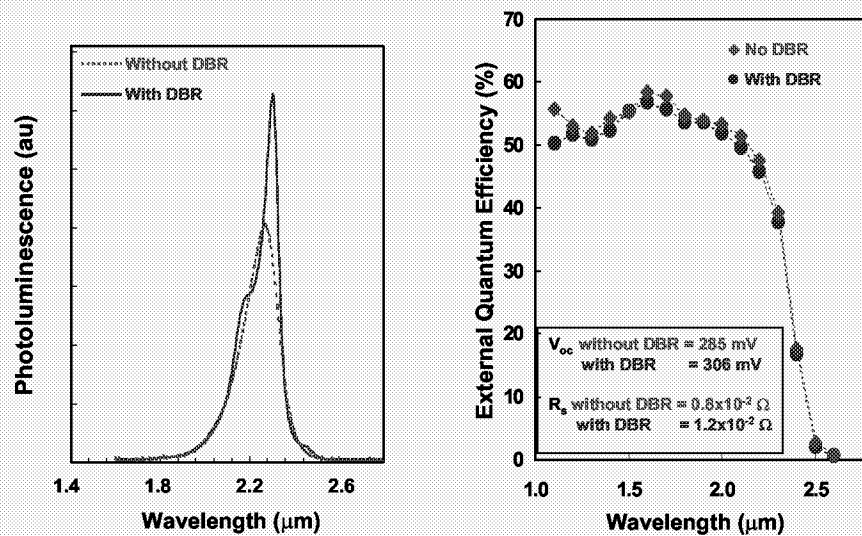 Without DBR
With DBR
Photoluminescence (au)
1.4 1.8 2.2 2.6
Wavelength (μm)
70
60
50
40
30
20
10
0
External Quantum Efficiency (%)
No DBR
With DBR
Voc without DBR = 285 mV
with DBR = 306 mV
Rs without DBR = 0.8x10-2 Ω
with DBR = 1.2x10-2 Ω
1.0 1.5 2.0 2.5
Wavelength (μm)